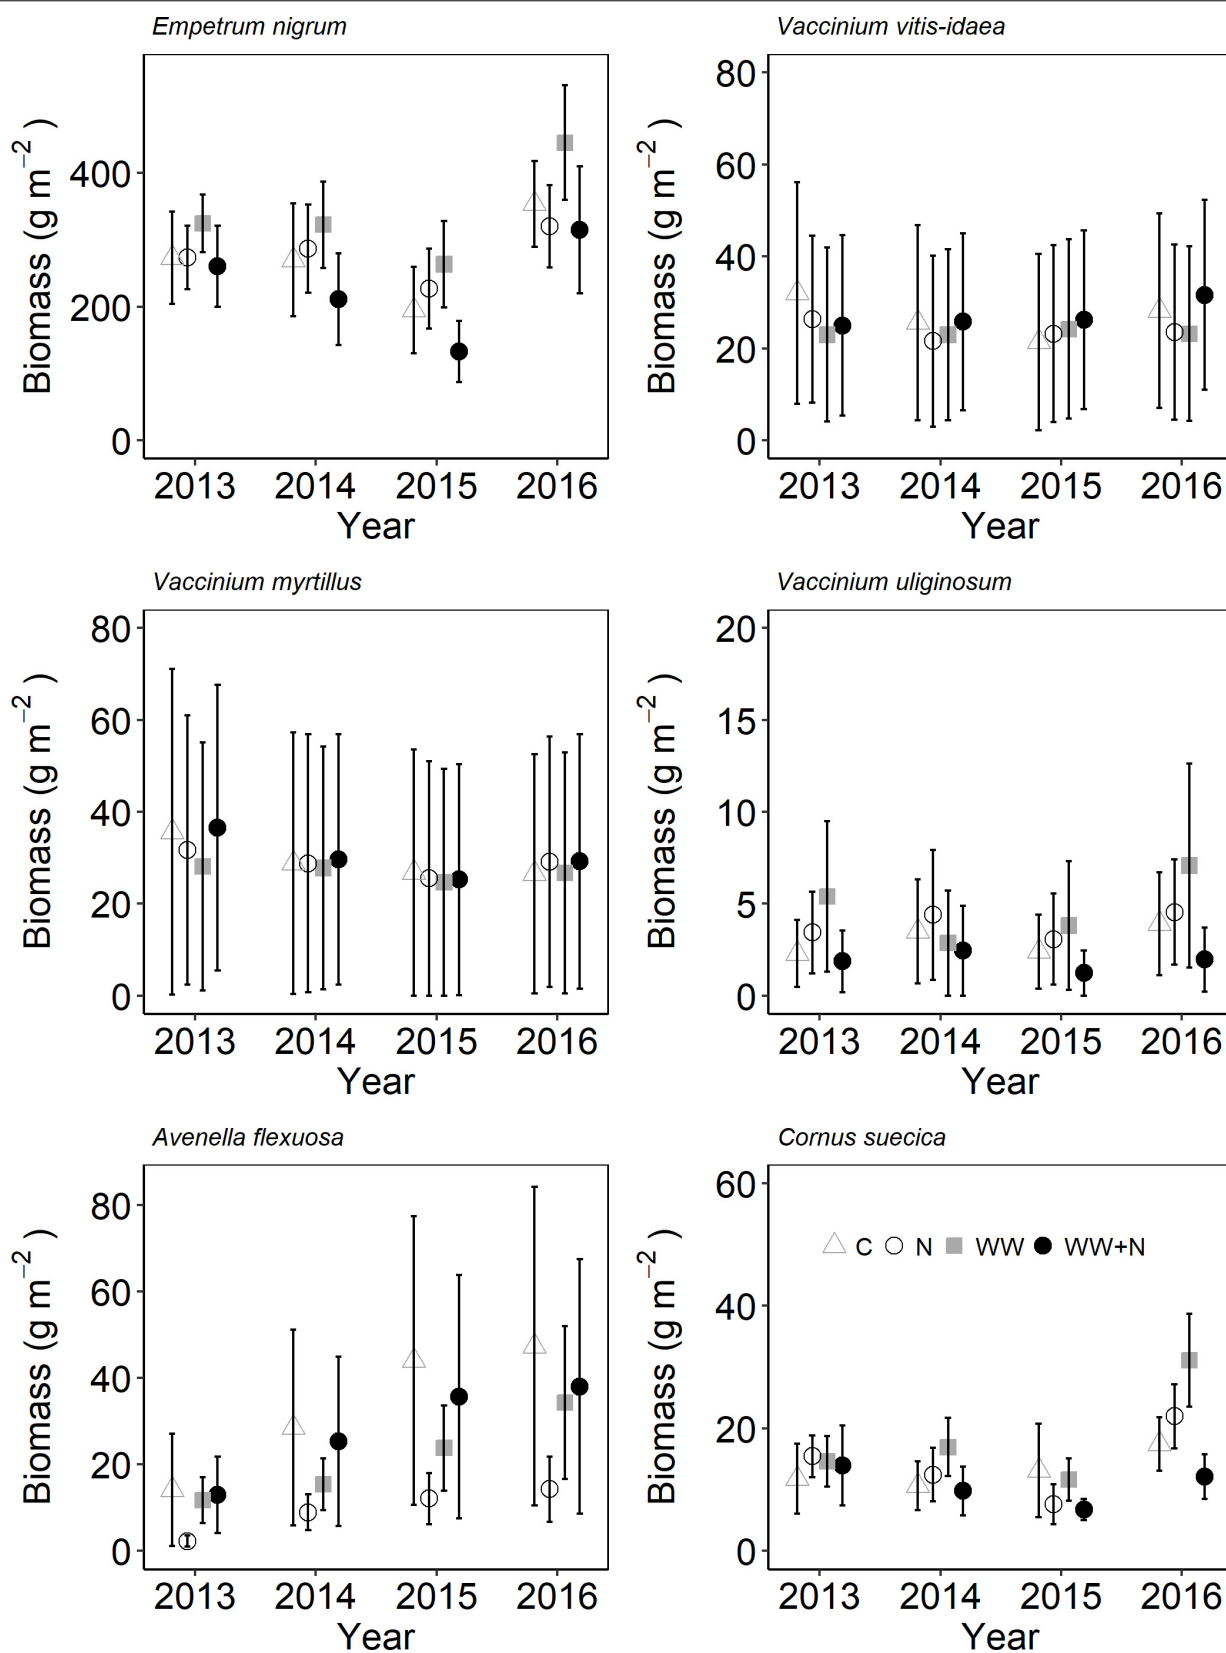 Empetrum nigrum
Vaccinium vitis-idaea
Biomass (g m−2 )
400
200
0
2013 2014 2015 2016
Year
Biomass (g m−2 )
80
60
40
20
0
2013 2014 2015 2016
Year
Vaccinium myrtillus
Vaccinium uliginosum
Biomass (g m−2 )
80
60
40
20
0
2013 2014 2015 2016
Year
Biomass (g m−2 )
20
15
10
5
0
2013 2014 2015 2016
Year
Avenella flexuosa
Cornus suecica
Biomass (g m−2 )
80
60
40
20
0
2013 2014 2015 2016
Year
Biomass (g m−2 )
60
40
20
0
C N WW WW+N
2013 2014 2015 2016
Year